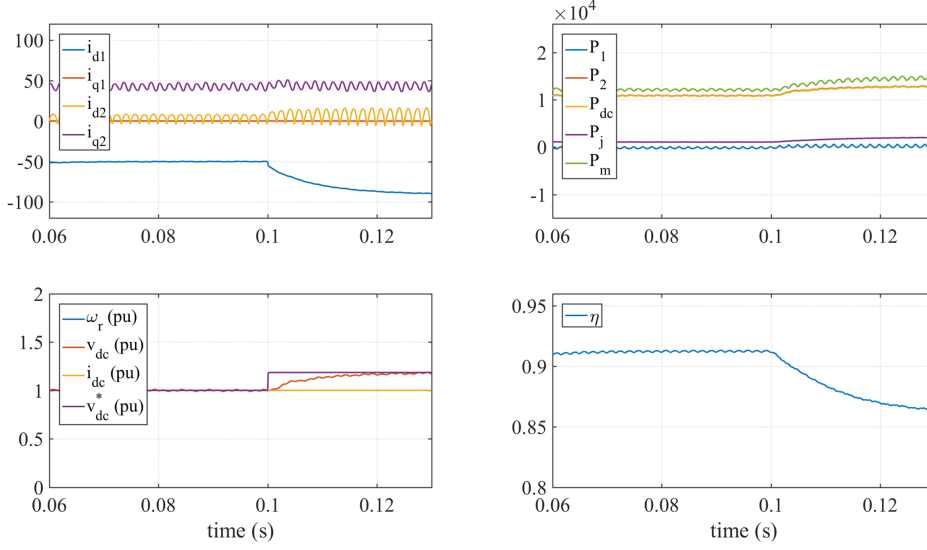 100
50
0
-50
-100
0.06
0.08
0.1
0.12
i_d1
i_q1
i_d2
i_q2
×10⁴
2
1
0
-1
0.06
0.08
0.1
0.12
P_1
P_2
P_dc
P_j
P_m
2
1.5
1
0.5
0
0.06
0.08
0.1
0.12
time (s)
ω_r (pu)
v_dc (pu)
i_dc (pu)
v_dc^* (pu)
0.95
0.9
0.85
0.8
0.06
0.08
0.1
0.12
time (s)
η